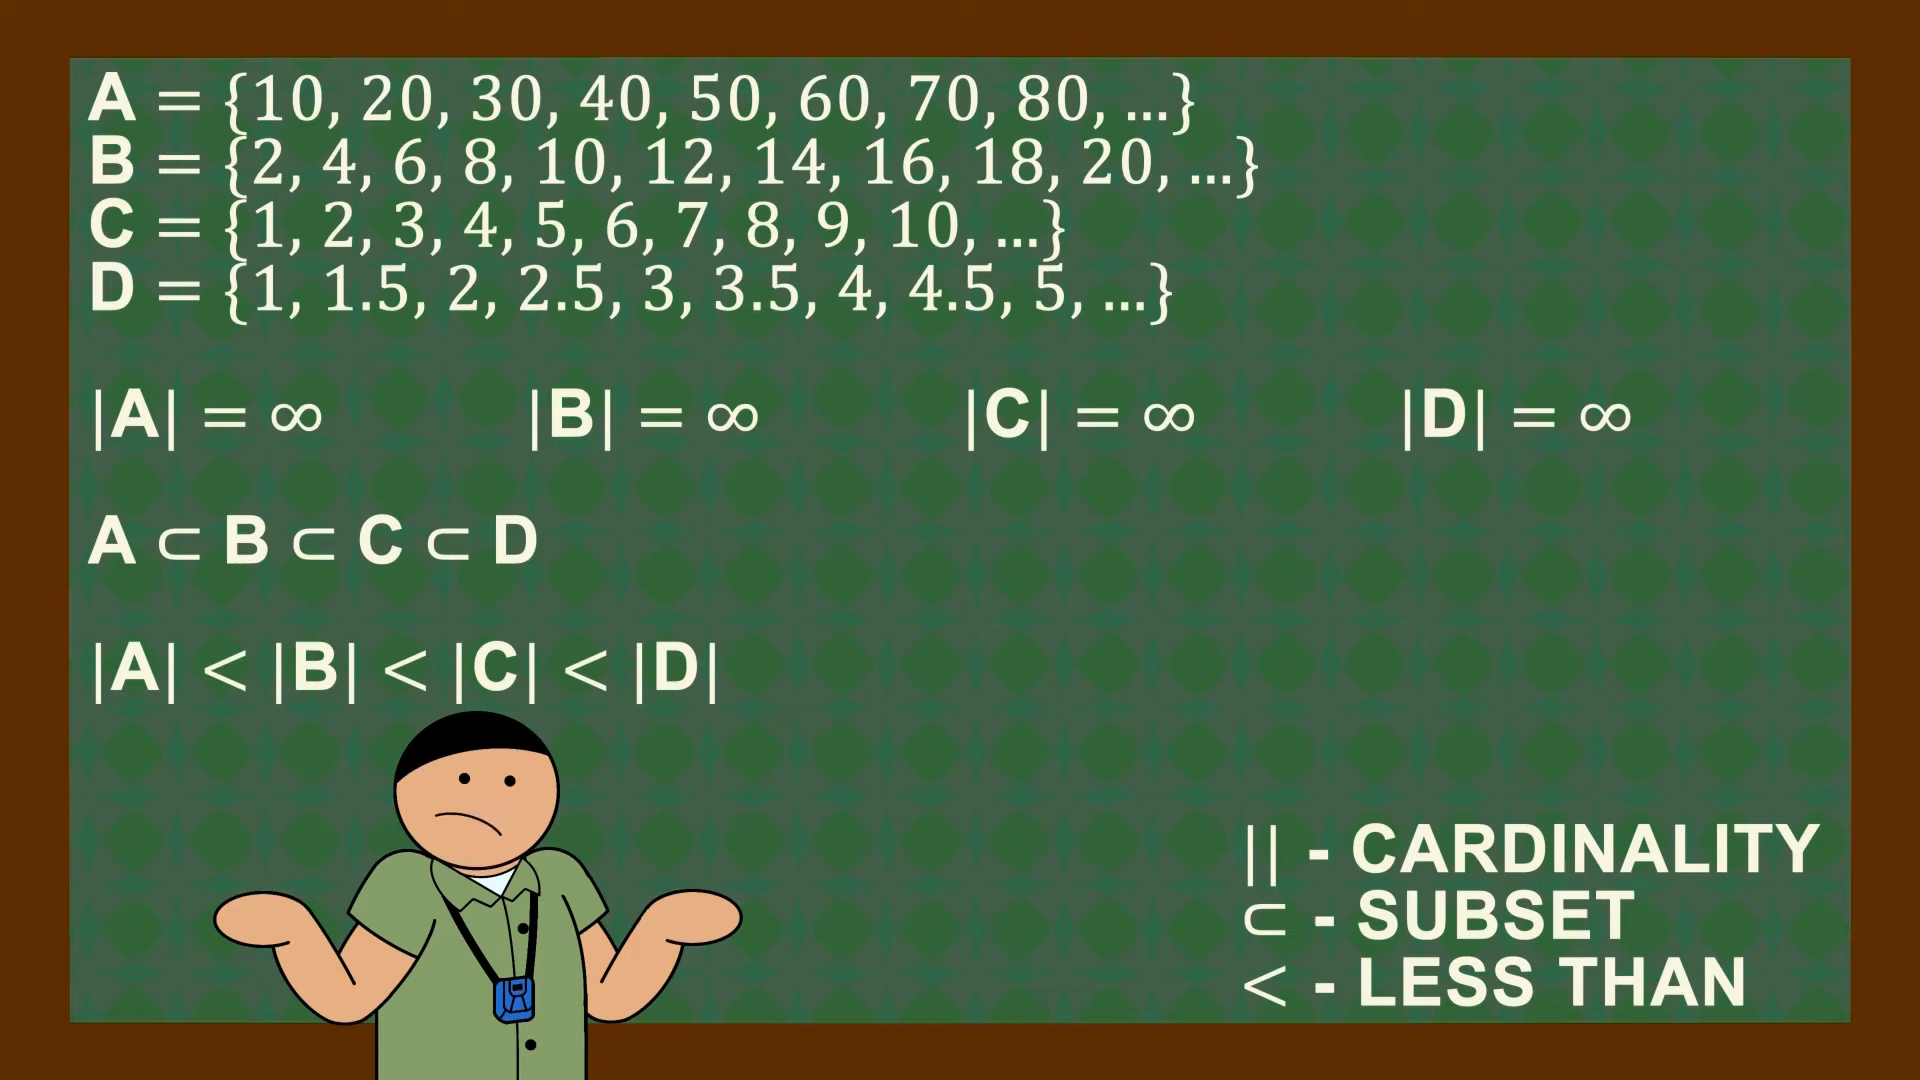 A = {10, 20, 30, 40, 50, 60, 70, 80, ...}
B = {2, 4, 6, 8, 10, 12, 14, 16, 18, 20, ...}
C = {1, 2, 3, 4, 5, 6, 7, 8, 9, 10, ...}
D = {1, 1.5, 2, 2.5, 3, 3.5, 4, 4.5, 5, ...}
|A| = ∞ |B| = ∞ |C| = ∞ |D| = ∞
A ⊂ B ⊂ C ⊂ D
|A| < |B| < |C| < |D|
|| - CARDINALITY
⊂ - SUBSET
< - LESS THAN